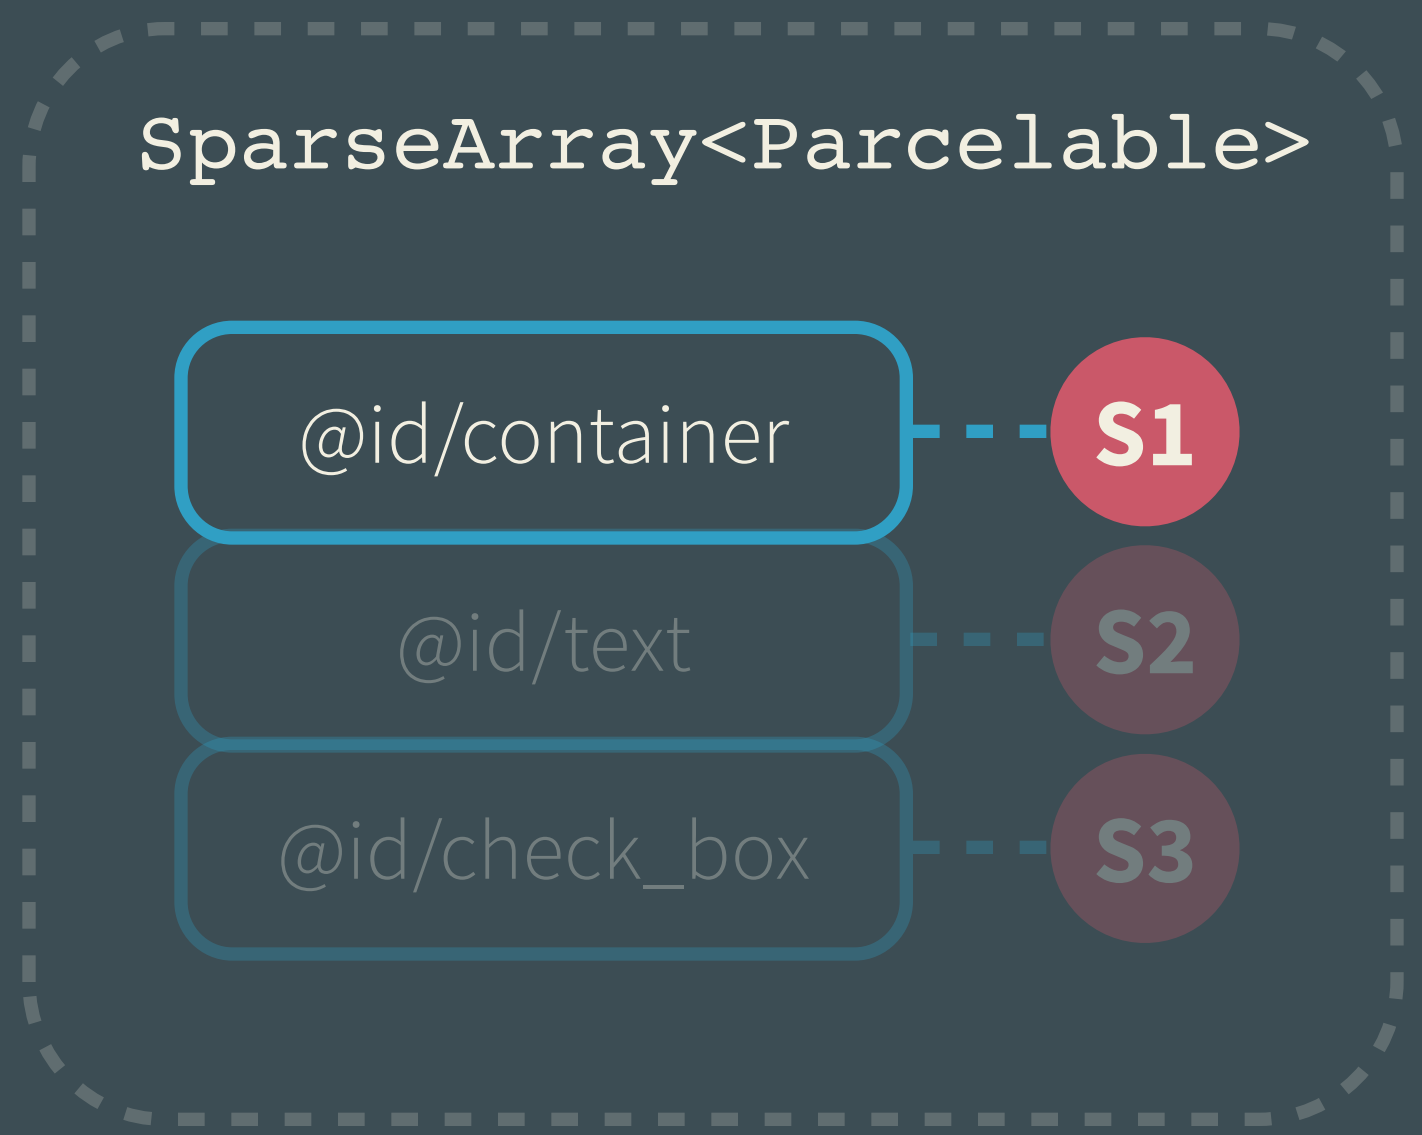 SparseArray<Parcelable>
@id/container S1
@id/text S2
@id/check_box S3